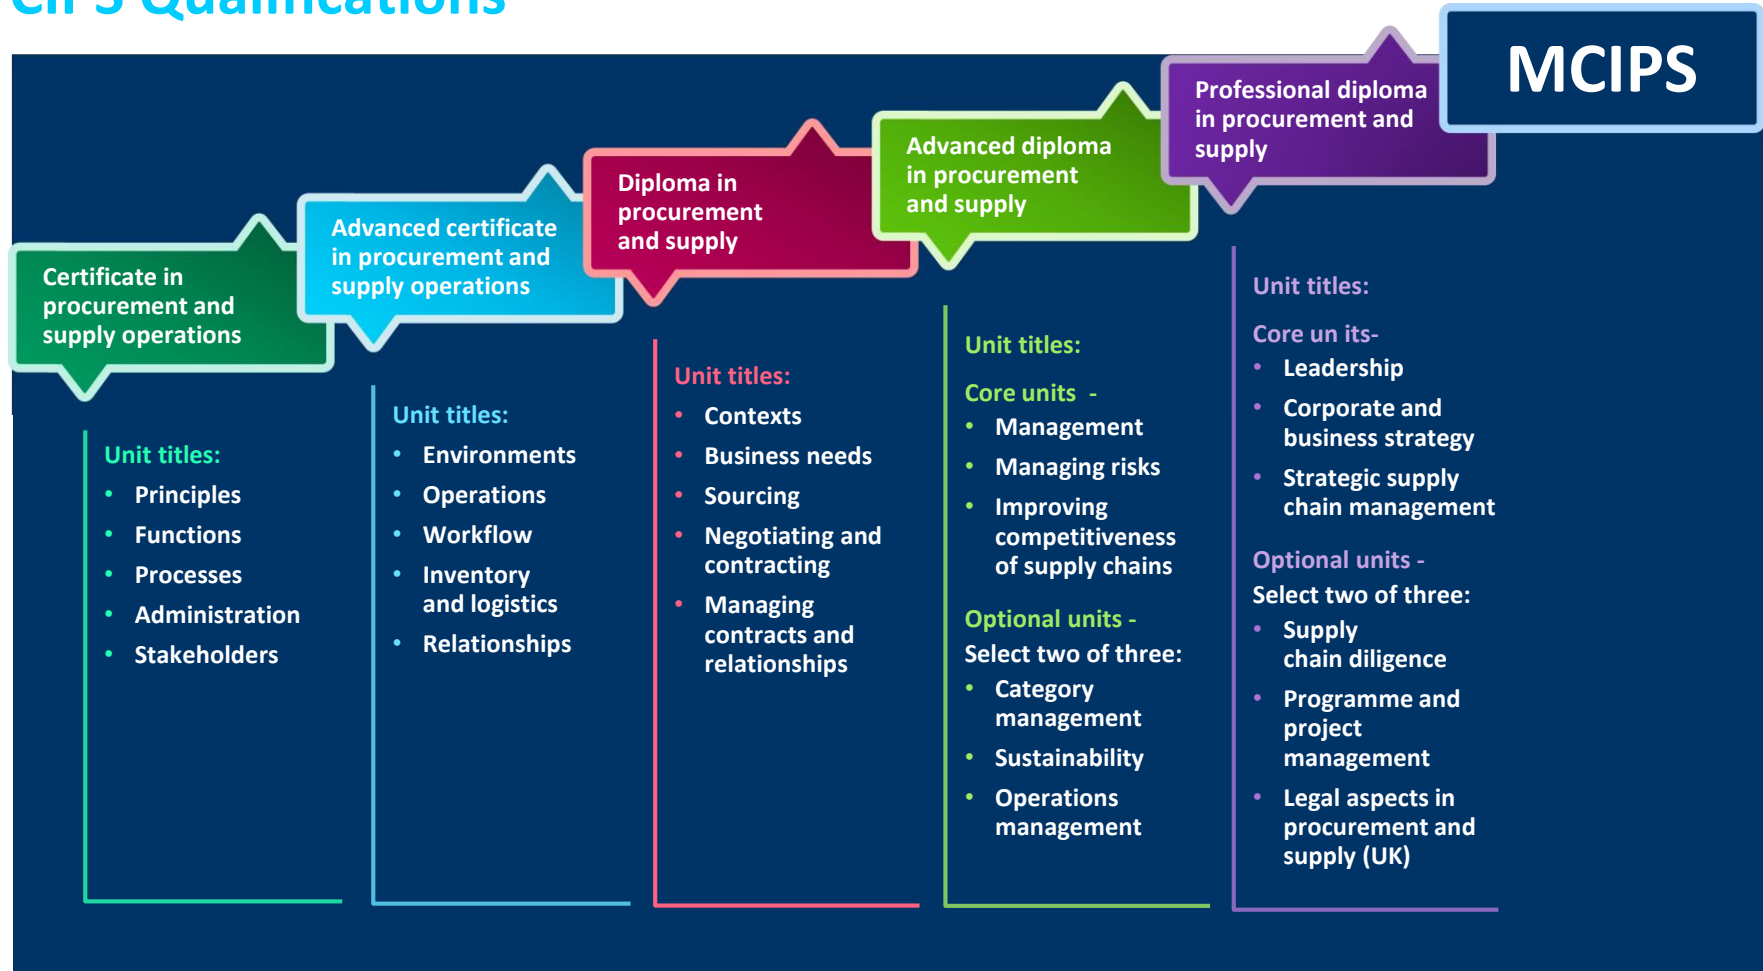 CIPS Qualifications
MCIPS
Professional diploma
in procurement and
supply
Advanced diploma
in procurement
and supply
Diploma in
procurement
and supply
Advanced certificate
in procurement and
supply operations
Certificate in
procurement and
supply operations
Unit titles:
• Principles
• Functions
• Processes
• Administration
• Stakeholders
Unit titles:
• Environments
• Operations
• Workflow
• Inventory
and logistics
• Relationships
Unit titles:
• Contexts
• Business needs
• Sourcing
• Negotiating and
contracting
• Managing
contracts and
relationships
Unit titles:
Core units -
• Management
• Managing risks
• Improving
competitiveness
of supply chains
Optional units -
Select two of three:
• Category
management
• Sustainability
• Operations
management
Unit titles:
Core un its-
• Leadership
• Corporate and
business strategy
• Strategic supply
chain management
Optional units -
Select two of three:
• Supply
chain diligence
• Programme and
project
management
• Legal aspects in
procurement and
supply (UK)